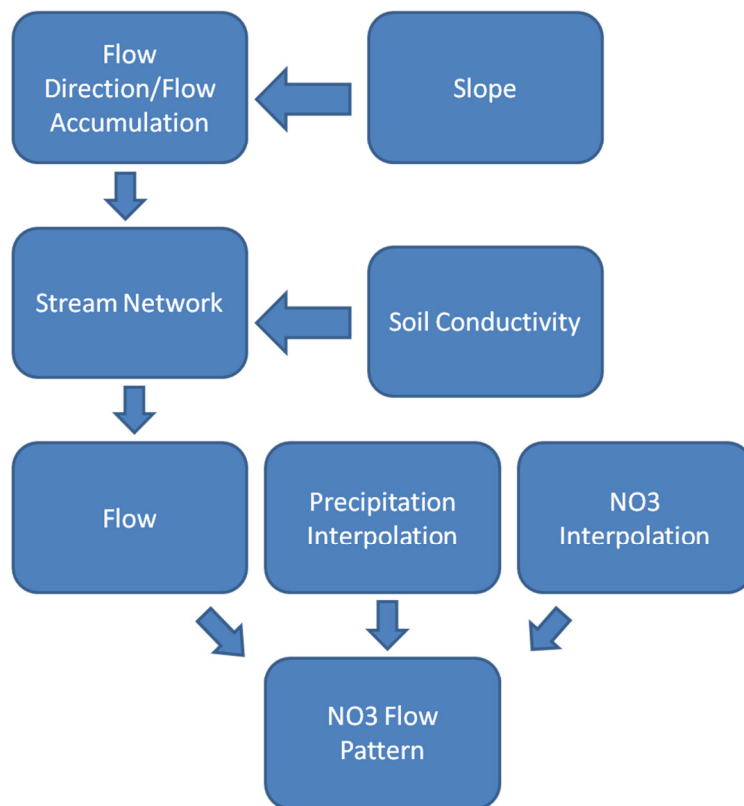 Flow
Direction/Flow
Accumulation
Slope
Stream Network
Soil Conductivity
Flow
Precipitation
Interpolation
NO3
Interpolation
NO3 Flow
Pattern